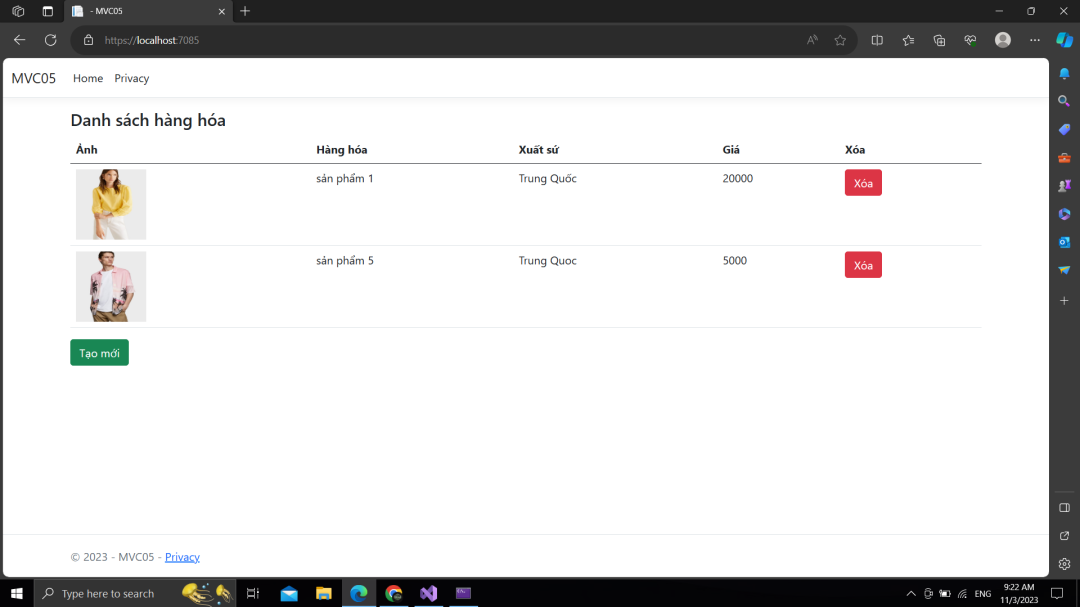 - MVC05
https://localhost:7085
MVC05 Home Privacy
Danh sách hàng hóa
Ảnh Hàng hóa Xuất sứ Giá Xóa
sản phẩm 1 Trung Quốc 20000 Xóa
sản phẩm 5 Trung Quoc 5000 Xóa
Tạo mới
© 2023 - MVC05 - Privacy
Type here to search
ENG
9:22 AM
11/3/2023